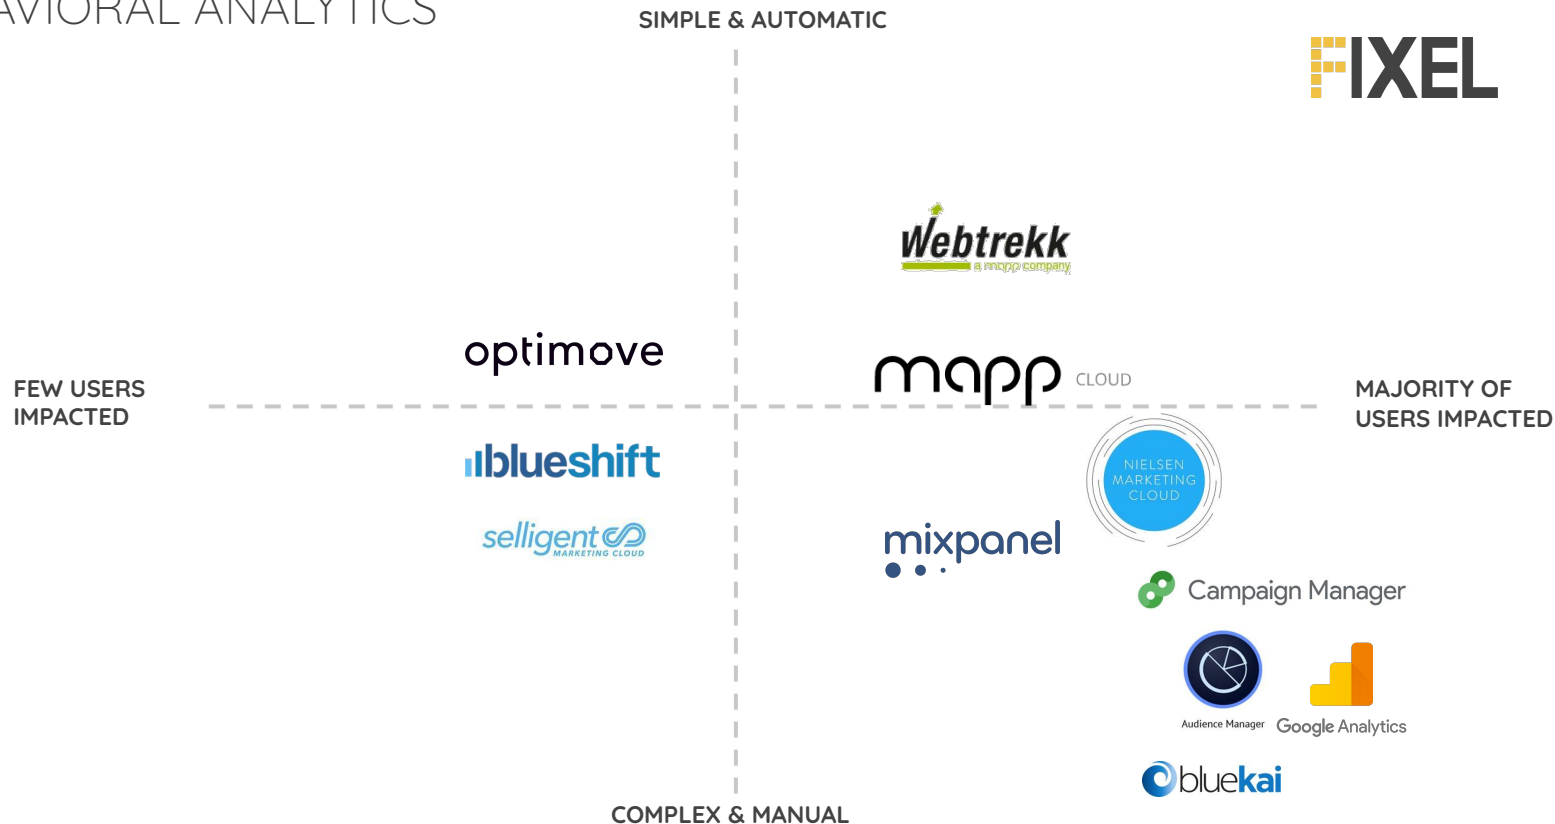 AVIORAL ANALYTICS
SIMPLE & AUTOMATIC
FIXEL
Webtrekk
a mapp company
optimove
mapp CLOUD
FEW USERS
IMPACTED
MAJORITY OF
USERS IMPACTED
blueshift
NIELSEN
MARKETING
CLOUD
selligent
MARKETING CLOUD
mixpanel
Campaign Manager
Audience Manager
Google Analytics
bluekai
COMPLEX & MANUAL